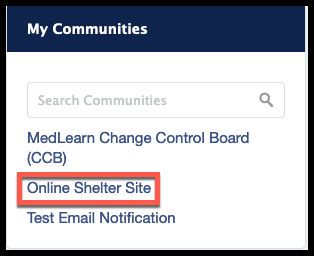 My Communities
Search Communities
MedLearn Change Control Board
(CCB)
Online Shelter Site
Test Email Notification